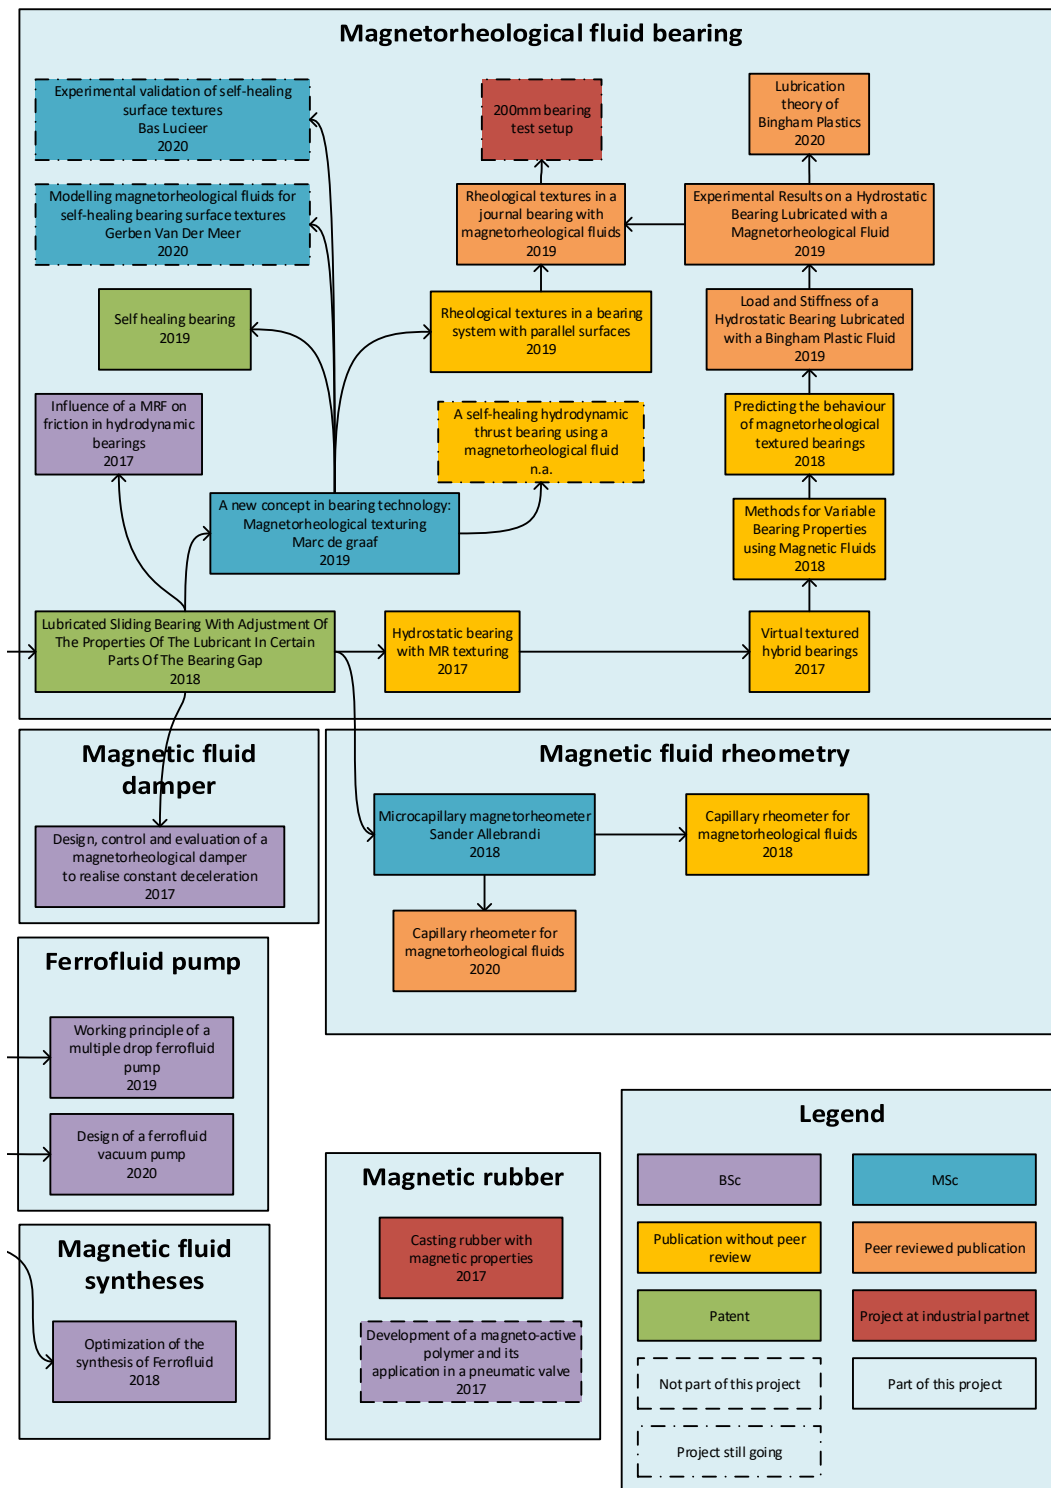 Magnetorheological fluid bearing
Experimental validation of self-healing
surface textures
Bas Lucieer
2020
200mm bearing
test setup
Lubrication
theory of
Bingham Plastics
2020
Modelling magnetorheological fluids for
self-healing bearing surface textures
Gerben Van Der Meer
2020
Rheological textures in a
journal bearing with
magnetorheological fluids
2019
Experimental Results on a Hydrostatic
Bearing Lubricated with a
Magnetorheological Fluid
2019
Self healing bearing
2019
Rheological textures in a bearing
system with parallel surfaces
2019
Load and Stiffness of a
Hydrostatic Bearing Lubricated
with a Bingham Plastic Fluid
2019
Influence of a MRF on
friction in hydrodynamic
bearings
2017
A self-healing hydrodynamic
thrust bearing using a
magnetorheological fluid
n.a.
Predicting the behaviour
of magnetorheological
textured bearings
2018
A new concept in bearing technology:
Magnetorheological texturing
Marc de graaf
2019
Methods for Variable
Bearing Properties
using Magnetic Fluids
2018
Lubricated Sliding Bearing With Adjustment Of
The Properties Of The Lubricant In Certain
Parts Of The Bearing Gap
2018
Hydrostatic bearing
with MR texturing
2017
Virtual textured
hybrid bearings
2017
Magnetic fluid
damper
Design, control and evaluation of a
magnetorheological damper
to realise constant deceleration
2017
Magnetic fluid rheometry
Microcapillary magnetorheometer
Sander Allebrandi
2018
Capillary rheometer for
magnetorheological fluids
2018
Capillary rheometer for
magnetorheological fluids
2020
Ferrofluid pump
Working principle of a
multiple drop ferrofluid
pump
2019
Design of a ferrofluid
vacuum pump
2020
Magnetic fluid
syntheses
Optimization of the
synthesis of Ferrofluid
2018
Magnetic rubber
Casting rubber with
magnetic properties
2017
Development of a magneto-active
polymer and its
application in a pneumatic valve
2017
Legend
BSc
MSc
Publication without peer
review
Peer reviewed publication
Patent
Project at industrial partnet
Not part of this project
Part of this project
Project still going